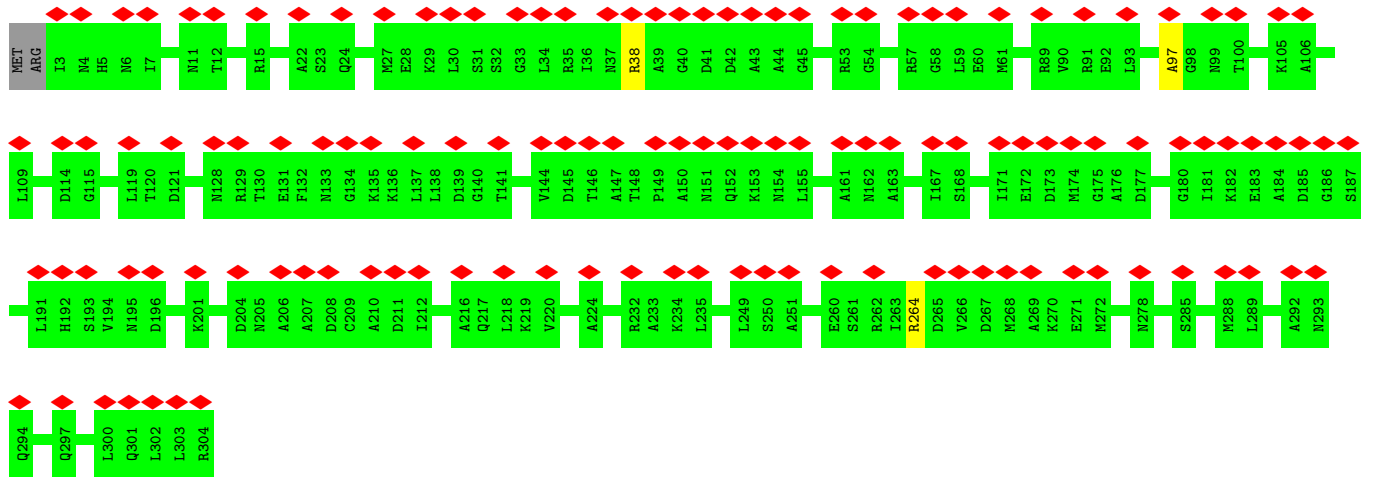 MET ARG I3 N4 H5 N6 I7 N11 T12 R15 A22 S23 Q24 M27 E28 K29 L30 S31 S32 G33 L34 R35 I36 N37 R38 A39 G40 D41 D42 A43 A44 G45 R53 G54 R57 G58 L59 E60 M61 R89 V90 R91 E92 L93 A97 G98 N99 T100 K105 A106
L109 D114 G115 L119 T120 D121 N128 R129 T130 E131 F132 N133 G134 K135 K136 L137 L138 D139 G140 T141 V144 D145 T146 A147 T148 P149 A150 N151 Q152 K153 N154 L155 A161 N162 A163 I167 S168 I171 E172 D173 M174 G175 A176 D177 G180 I181 K182 E183 A184 D185 G186 S187
L191 H192 S193 V194 N195 D196 K201 D204 N205 A206 A207 D208 C209 A210 D211 I212 A216 Q217 L218 K219 V220 A224 R232 A233 K234 L235 L249 S250 A251 E260 S261 R262 I263 R264 D265 V266 D267 M268 A269 K270 E271 M272 N278 S285 M288 L289 A292 N293
Q294 Q297 L300 Q301 L302 L303 R304